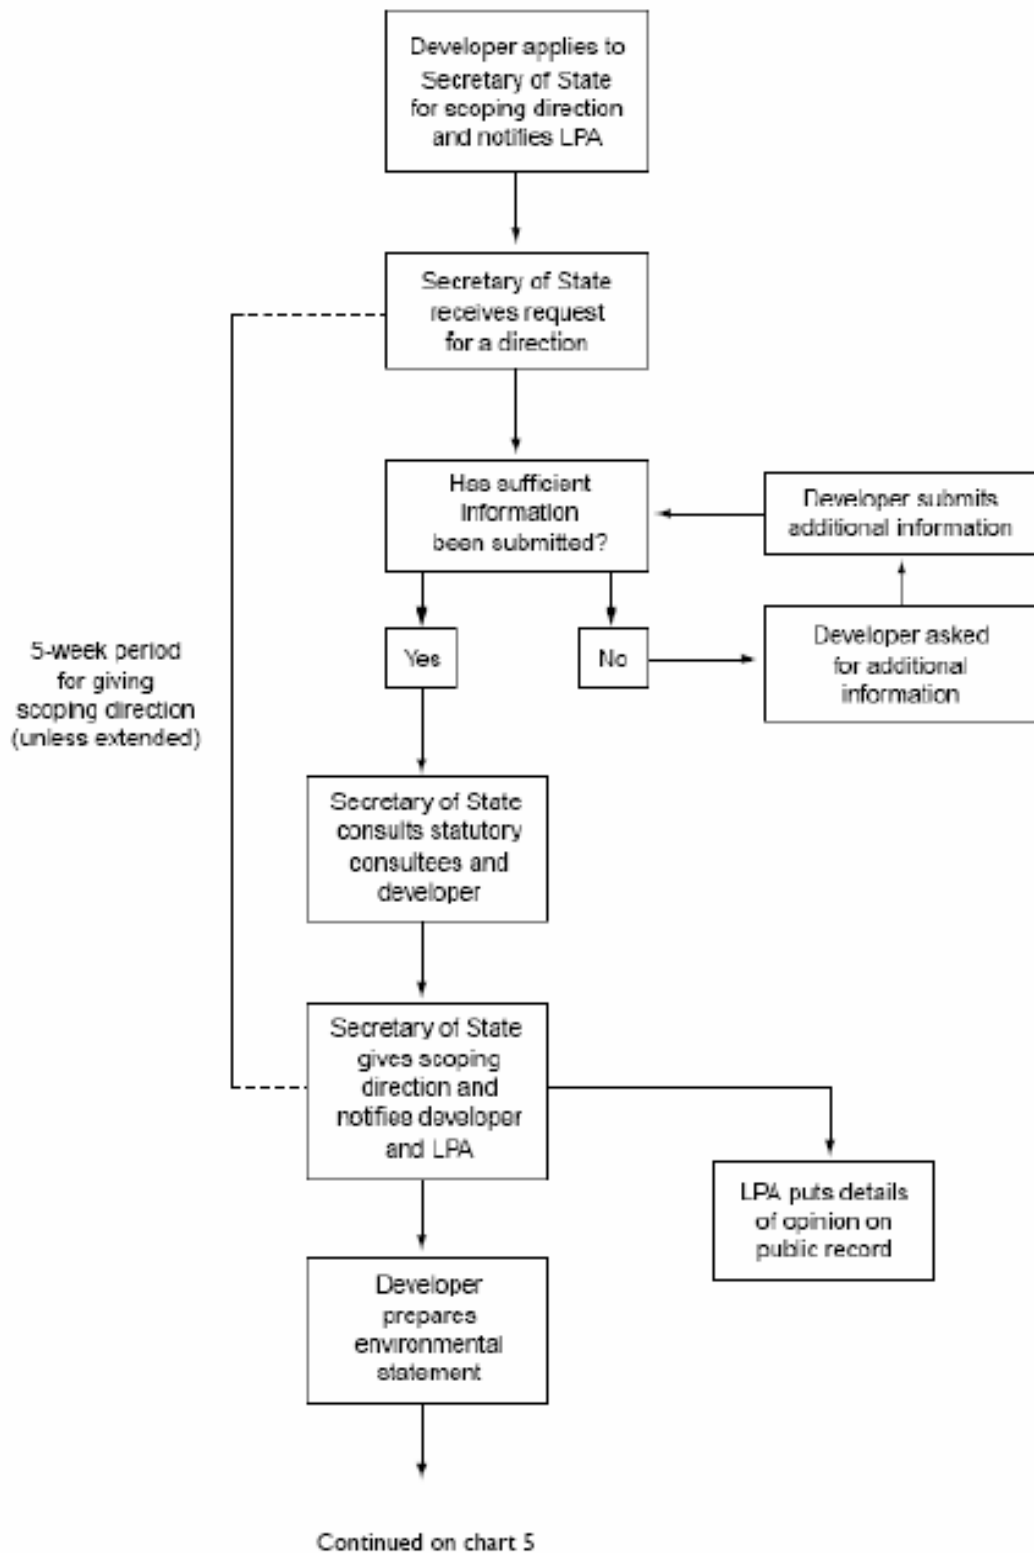 Developer applies to
Secretary of State
for scoping direction
and notifies LPA
Secretary of State
receives request
for a direction
Has sufficient
information
been submitted?
Developer submits
additional information
Yes
No
Developer asked
for additional
information
5-week period
for giving
scoping direction
(unless extended)
Secretary of State
consults statutory
consultees and
developer
Secretary of State
gives scoping
direction and
notifies developer
and LPA
LPA puts details
of opinion on
public record
Developer
prepares
environmental
statement
Continued on chart 5